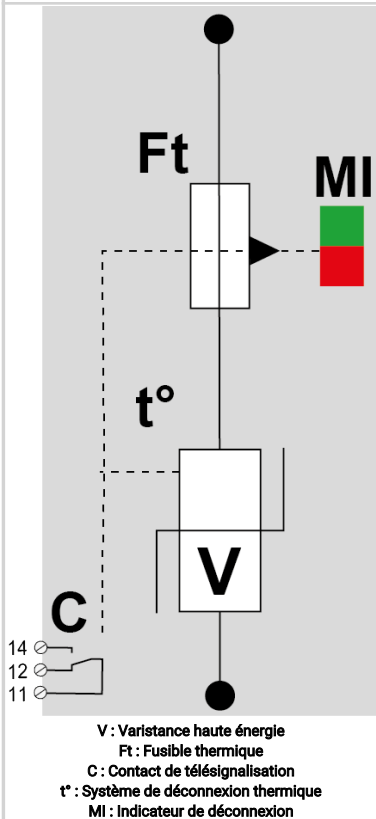 Ft
MI
t°
V
C
14
12
11
V : Varistance haute énergie
Ft : Fusible thermique
C : Contact de télésignalisation
t° : Système de déconnexion thermique
MI : Indicateur de déconnexion